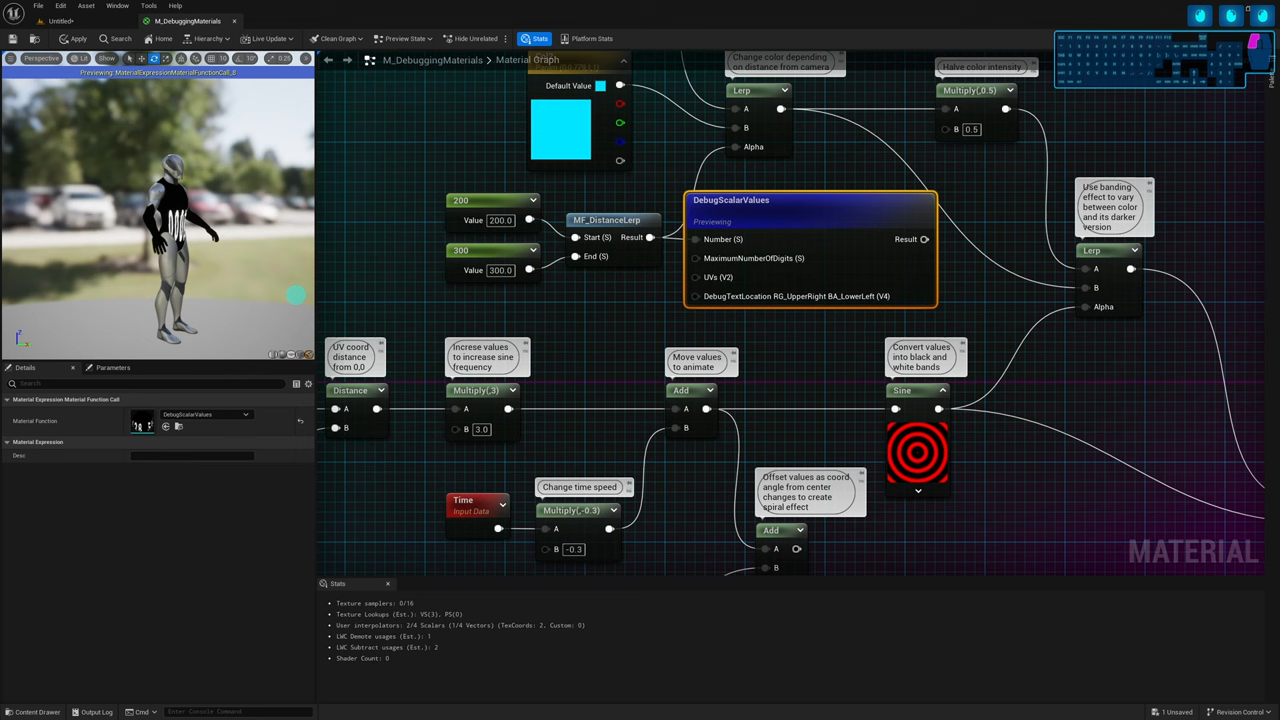 File Edit Asset Window Tools Help
Untitled•
M_DebuggingMaterials
Apply Search Home Hierarchy Live Update Clean Graph Preview State Hide Unrelated Stats Platform Stats
Perspective Lit Show 10 10° 0.25
Previewing: MaterialExpressionMaterialFunctionCall_8
M_DebuggingMaterials > Material Graph
Default Value
Change color depending
on distance from camera
Lerp
A
B
Alpha
Halve color intensity
Multiply(,0.5)
A
B 0.5
200
Value 200.0
300
Value 300.0
MF_DistanceLerp
Start (S) Result
End (S)
DebugScalarValues
Previewing
Number (S) Result
MaximumNumberOfDigits (S)
UVs (V2)
DebugTextLocation RG_UpperRight BA_LowerLeft (V4)
Use banding
effect to vary
between color
and its darker
version
Lerp
A
B
Alpha
UV coord
distance
from 0,0
Distance
A
B
Increse values
to increase sine
frequency
Multiply(,3)
A
B 3.0
Move values
to animate
Add
A
B
Convert values
into black and
white bands
Sine
Time
Input Data
Change time speed
Multiply(,-0.3)
A
B -0.3
Offset values as coord
angle from center
changes to create
spiral effect
Add
A
B
MATERIAL
Details Parameters
Search
Material Expression Material Function Call
Material Function DebugScalarValues
Material Expression
Desc
Stats
Texture samplers: 0/16
Texture Lookups (Est.): VS(3), PS(0)
User interpolators: 2/4 Scalars (1/4 Vectors) (TexCoords: 2, Custom: 0)
LWC Demote usages (Est.): 1
LWC Subtract usages (Est.): 2
Shader Count: 0
Content Drawer Output Log Cmd Enter Console Command 1 Unsaved Revision Control